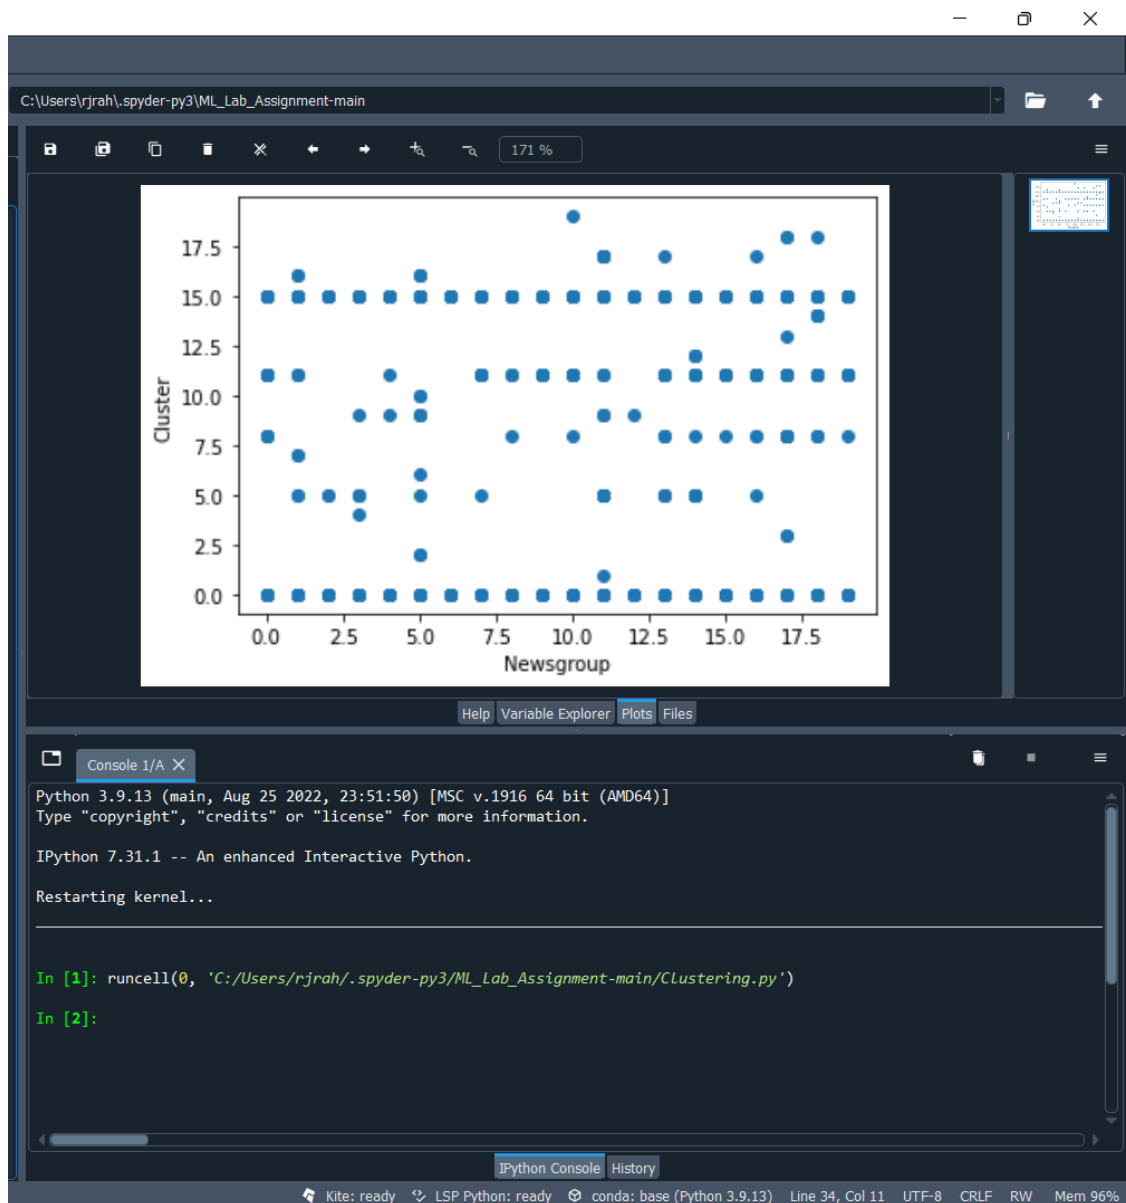 C:\Users\rjrah\.spyder-py3\ML_Lab_Assignment-main
171 %
17.5
15.0
12.5
10.0
7.5
5.0
2.5
0.0
Cluster
0.0 2.5 5.0 7.5 10.0 12.5 15.0 17.5
Newsgroup
Help Variable Explorer Plots Files
Console 1/A
Python 3.9.13 (main, Aug 25 2022, 23:51:50) [MSC v.1916 64 bit (AMD64)]
Type "copyright", "credits" or "license" for more information.
IPython 7.31.1 -- An enhanced Interactive Python.
Restarting kernel...
In [1]: runcell(0, 'C:/Users/rjrah/.spyder-py3/ML_Lab_Assignment-main/Clustering.py')
In [2]:
IPython Console History
Kite: ready LSP Python: ready conda: base (Python 3.9.13) Line 34, Col 11 UTF-8 CRLF RW Mem 96%